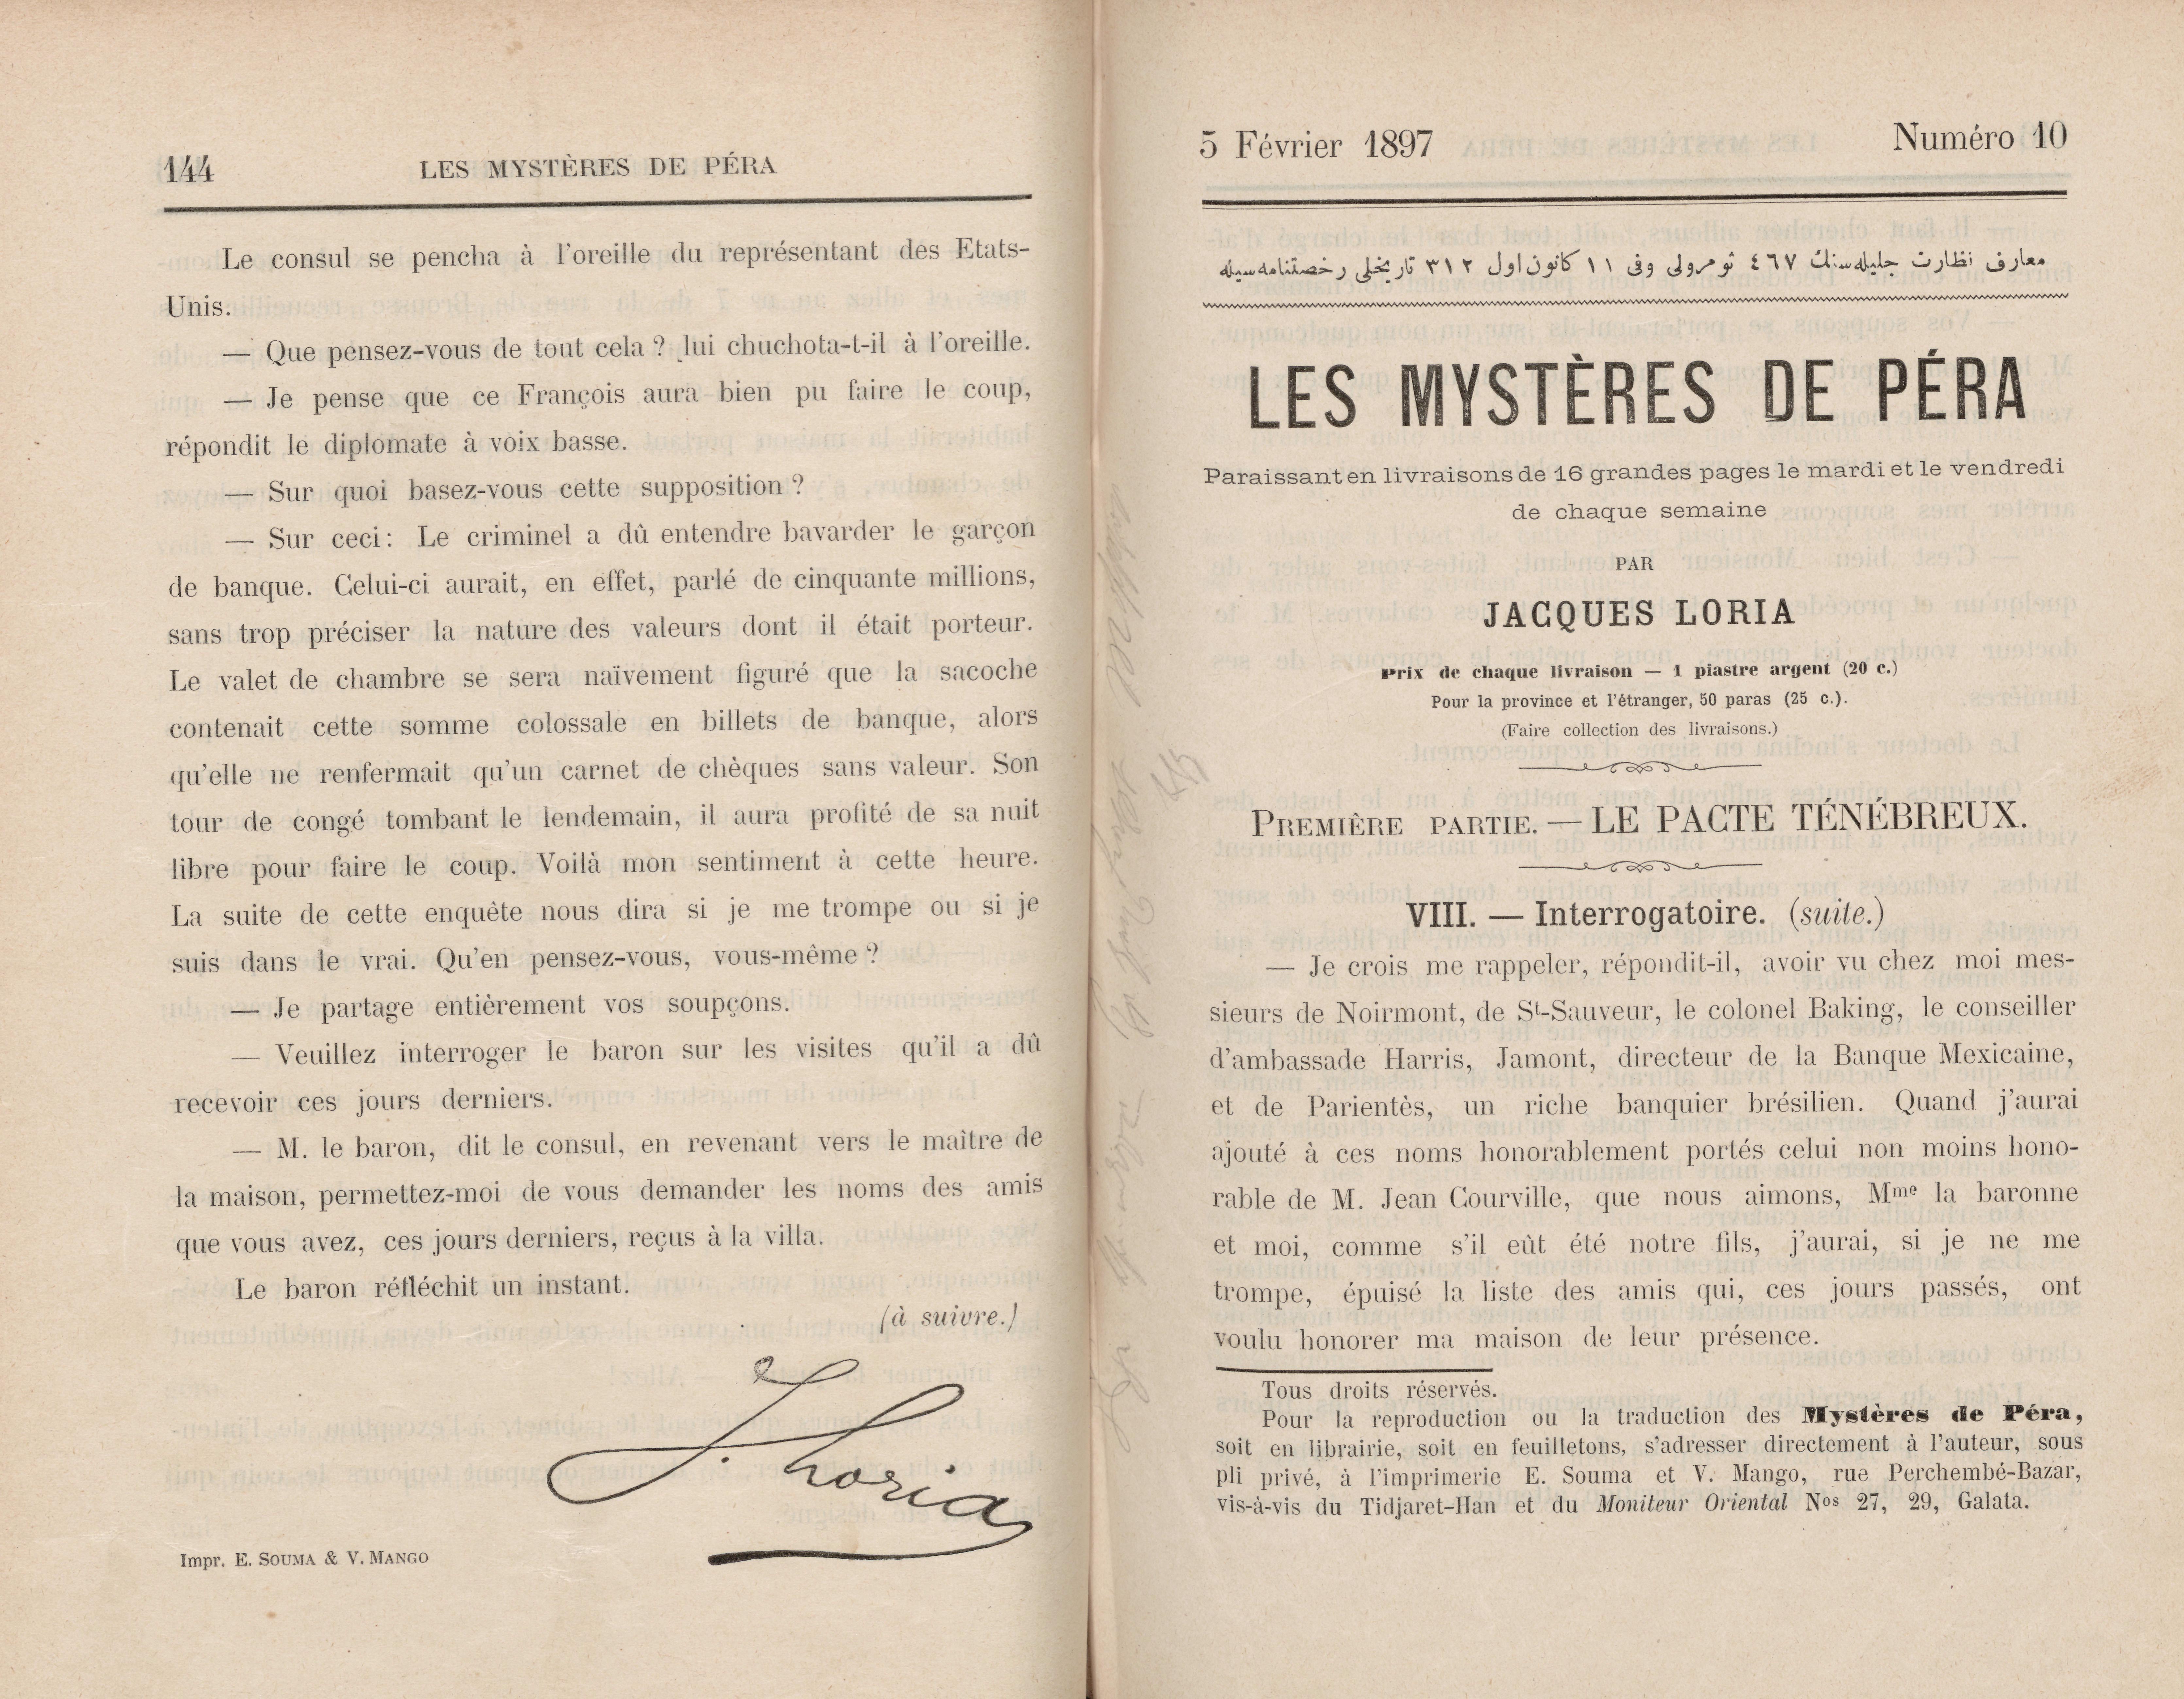 144
LES MYSTÈRES DE PÉRA
Le consul se pencha à l'oreille du représentant des Etats-
Unis.
— Que pensez-vous de tout cela ? lui chuchota-t-il à l'oreille.
— Je pense que ce François aura bien pu faire le coup,
répondit le diplomate à voix basse.
— Sur quoi basez-vous cette supposition ?
— Sur ceci : Le criminel a dû entendre bavarder le garçon
de banque. Celui-ci aurait, en effet, parlé de cinquante millions,
sans trop préciser la nature des valeurs dont il était porteur.
Le valet de chambre se sera naïvement figuré que la sacoche
contenait cette somme colossale en billets de banque, alors
qu'elle ne renfermait qu'un carnet de chèques sans valeur. Son
tour de congé tombant le lendemain, il aura profité de sa nuit
libre pour faire le coup. Voilà mon sentiment à cette heure.
La suite de cette enquête nous dira si je me trompe ou si je
suis dans le vrai. Qu'en pensez-vous, vous-même ?
— Je partage entièrement vos soupçons.
— Veuillez interroger le baron sur les visites qu'il a dû
recevoir ces jours derniers.
— M. le baron, dit le consul, en revenant vers le maître de
la maison, permettez-moi de vous demander les noms des amis
que vous avez, ces jours derniers, reçus à la villa.
Le baron réfléchit un instant.
(à suivre.)
J. Loria
Impr. E. SOUMA & V. MANGO
5 Février 1897
Numéro 10
معارف نظارت جلیله‌سنك ٤٦٧ نومرولی وفی ١١ كانون اول ٣١٢ تاریخلی رخصتنامه‌سیله
LES MYSTÈRES DE PÉRA
Paraissant en livraisons de 16 grandes pages le mardi et le vendredi
de chaque semaine
PAR
JACQUES LORIA
Prix de chaque livraison — 1 piastre argent (20 c.)
Pour la province et l'étranger, 50 paras (25 c.).
(Faire collection des livraisons.)
PREMIÈRE PARTIE. — LE PACTE TÉNÉBREUX.
VIII. — Interrogatoire. (suite.)
— Je crois me rappeler, répondit-il, avoir vu chez moi mes-
sieurs de Noirmont, de St-Sauveur, le colonel Baking, le conseiller
d'ambassade Harris, Jamont, directeur de la Banque Mexicaine,
et de Parientès, un riche banquier brésilien. Quand j'aurai
ajouté à ces noms honorablement portés celui non moins hono-
rable de M. Jean Courville, que nous aimons, Mme la baronne
et moi, comme s'il eût été notre fils, j'aurai, si je ne me
trompe, épuisé la liste des amis qui, ces jours passés, ont
voulu honorer ma maison de leur présence.
Tous droits réservés.
Pour la reproduction ou la traduction des Mystères de Péra,
soit en librairie, soit en feuilletons, s'adresser directement à l'auteur, sous
pli privé, à l'imprimerie E. Souma et V. Mango, rue Perchembé-Bazar,
vis-à-vis du Tidjaret-Han et du Moniteur Oriental Nos 27, 29, Galata.